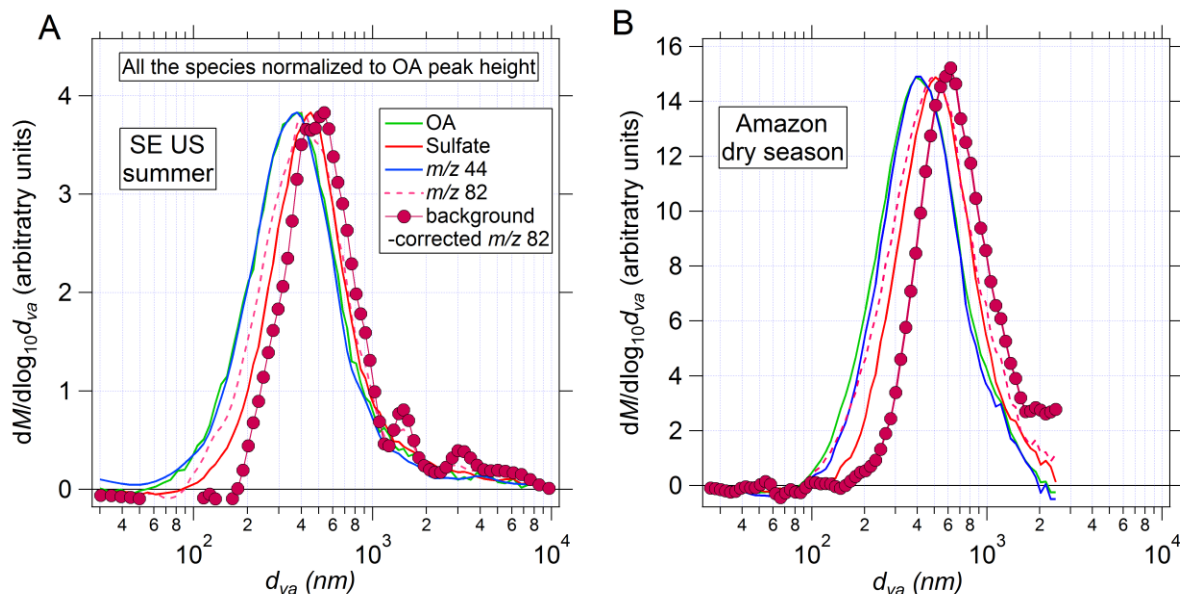 A
All the species normalized to OA peak height
SE US
summer
OA
Sulfate
m/z 44
m/z 82
background
-corrected m/z 82
dM/dlog10dva (arbitratry units)
4
3
2
1
0
4 6 8 2 4 6 8 2 4 6 8
10² 10³ 10⁴
dva (nm)
B
Amazon
dry season
dM/dlog10dva (arbitratry units)
16
14
12
10
8
6
4
2
0
4 6 8 2 4 6 8 2 4 6 8
10² 10³ 10⁴
dva (nm)